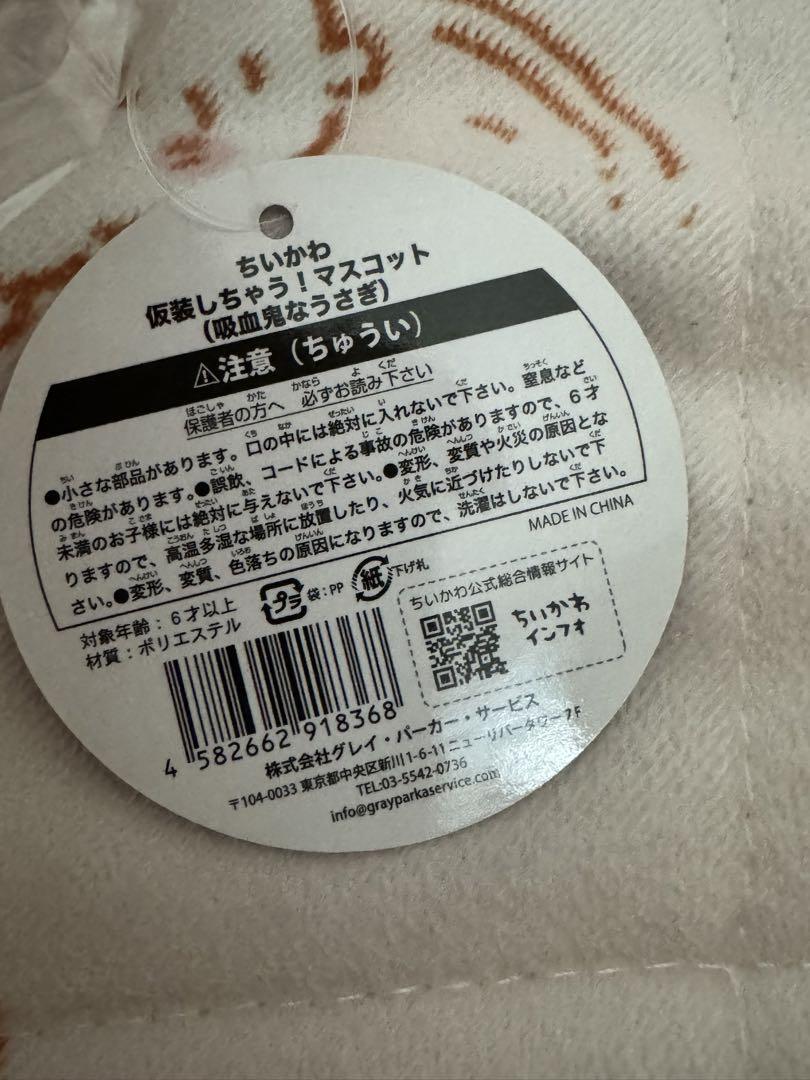 ちいかわ
仮装しちゃう！マスコット
（吸血鬼なうさぎ）
⚠注意（ちゅうい）
保護者の方へ 必ずお読み下さい
●小さな部品があります。口の中には絶対に入れないで下さい。窒息など
の危険があります。●誤飲、コードによる事故の危険がありますので、6才
未満のお子様には絶対に与えないで下さい。●変形、変質や火災の原因とな
りますので、高温多湿な場所に放置したり、火気に近づけたりしないで下
さい。●変形、変質、色落ちの原因になりますので、洗濯はしないで下さい。
MADE IN CHINA
対象年齢：6才以上
材質：ポリエステル
プラ 袋：PP 紙 下げ札
ちいかわ公式総合情報サイト
ちいかわ
インフォ
4 582662 918368
株式会社グレイ・パーカー・サービス
〒104-0033 東京都中央区新川1-6-11 ニューリバータワー7F
TEL:03-5542-0736
info@grayparkaservice.com